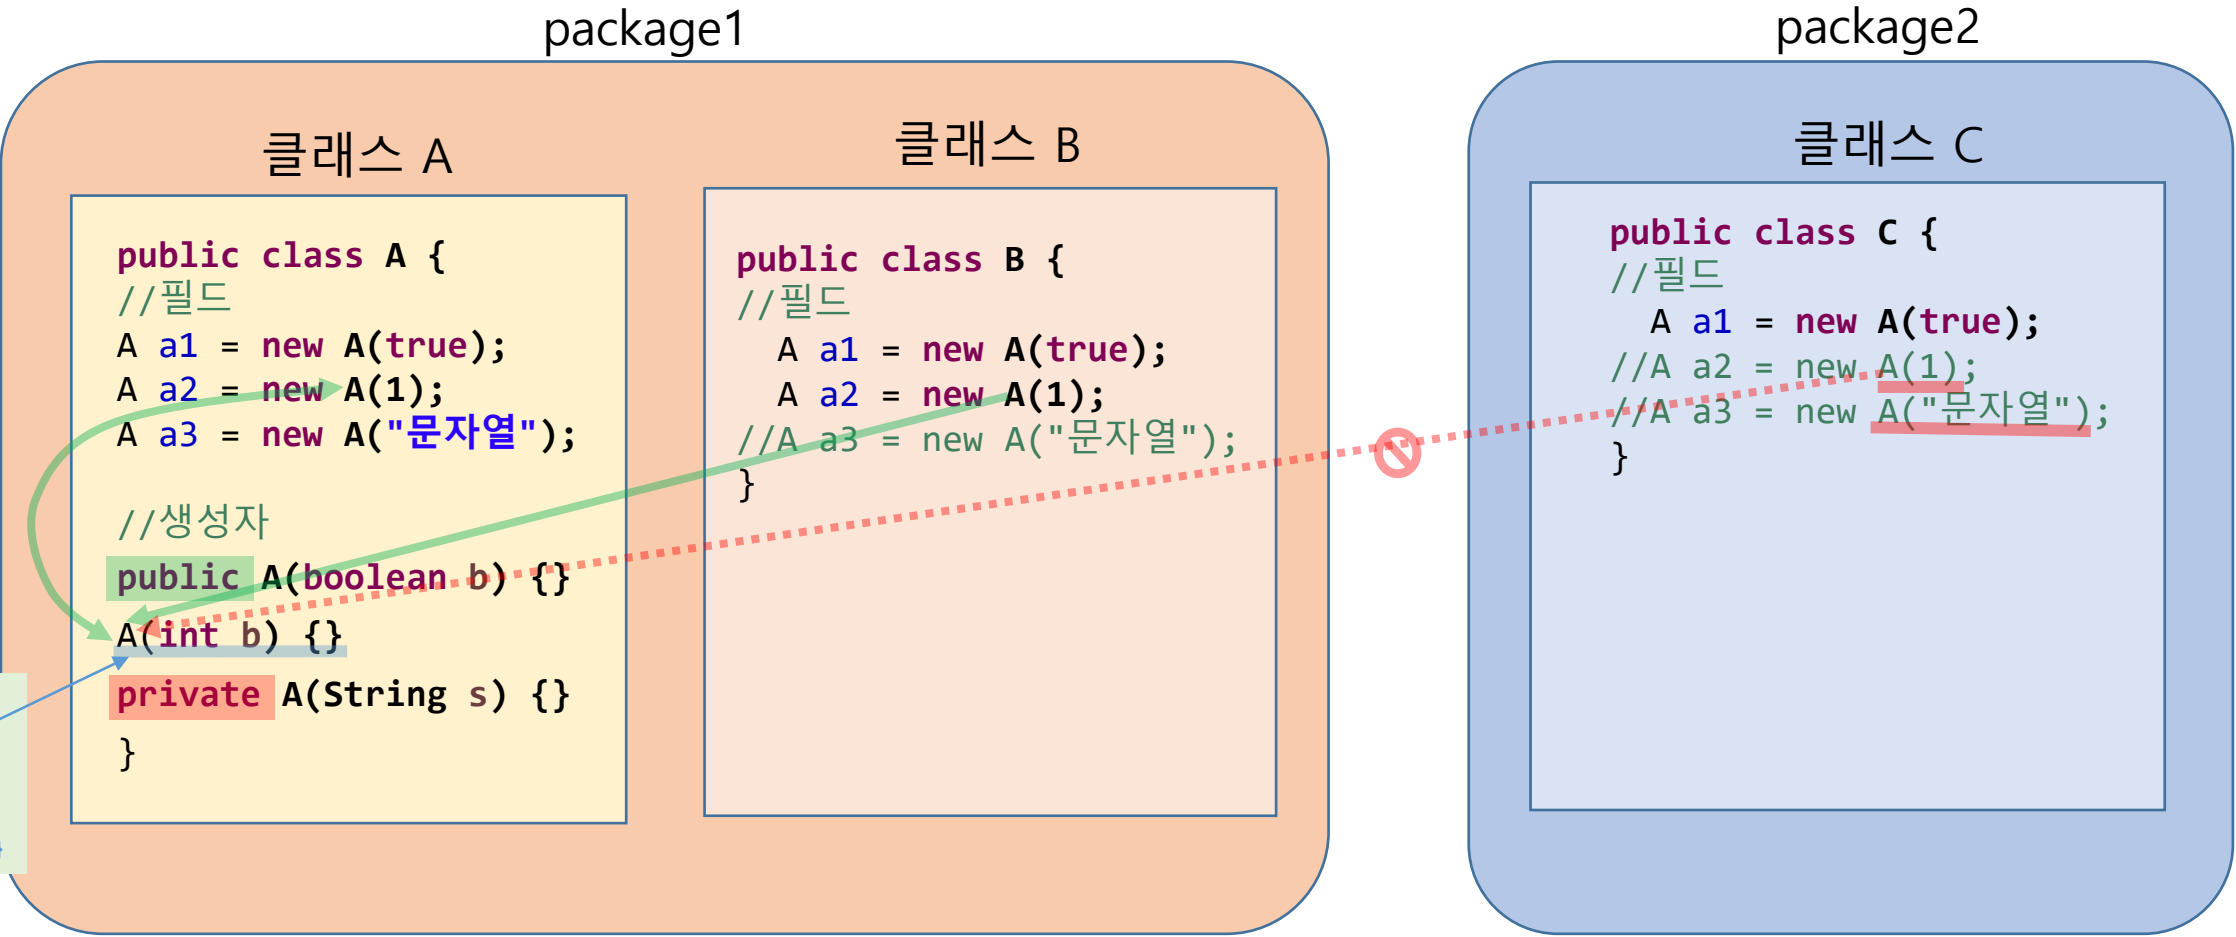 package1
클래스 A
public class A {
//필드
A a1 = new A(true);
A a2 = new A(1);
A a3 = new A("문자열");
//생성자
public A(boolean b) {}
A(int b) {}
private A(String s) {}
}
클래스 B
public class B {
//필드
A a1 = new A(true);
A a2 = new A(1);
//A a3 = new A("문자열");
}
package2
클래스 C
public class C {
//필드
A a1 = new A(true);
//A a2 = new A(1);
//A a3 = new A("문자열");
}